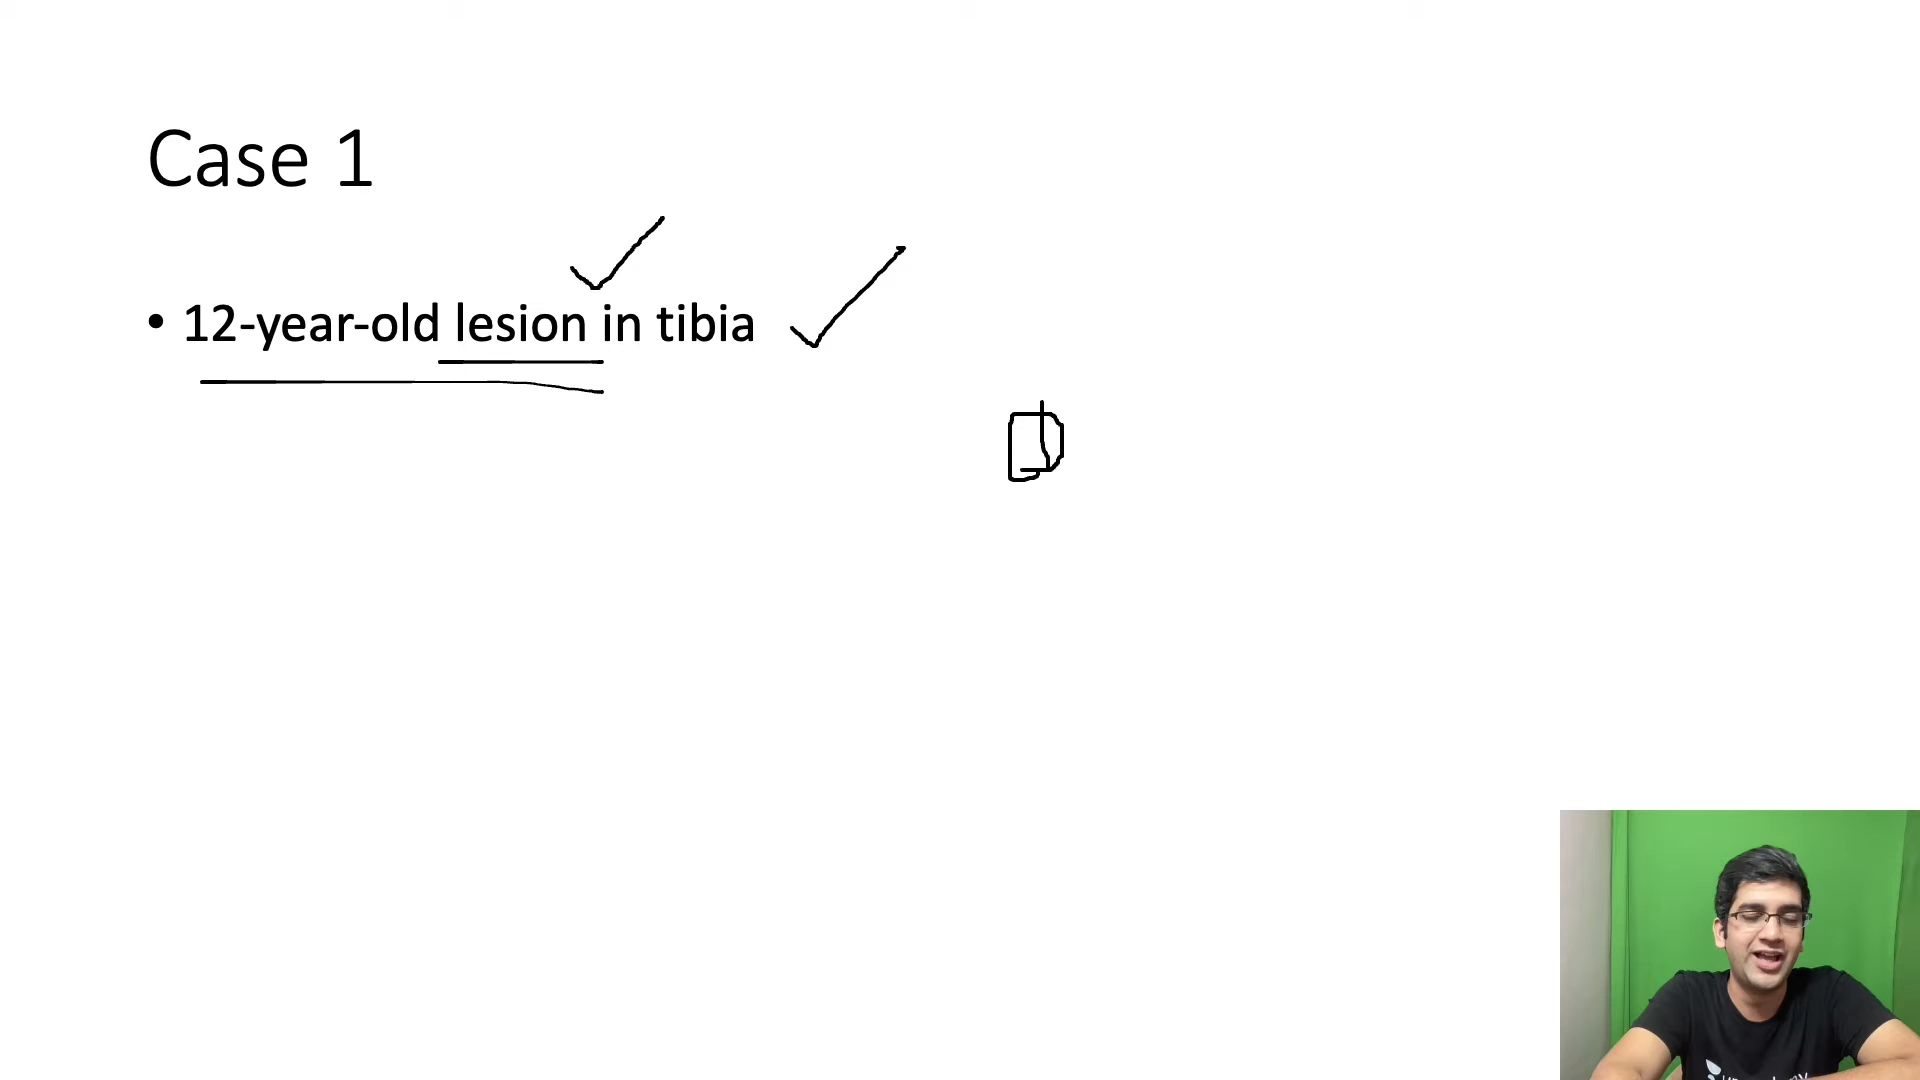 Case 1
• 12-year-old lesion in tibia
D